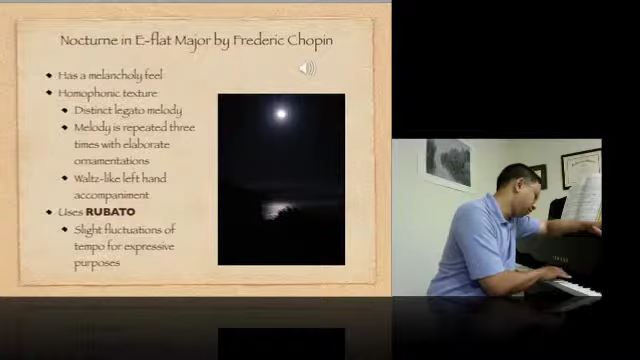 Nocturne in E-flat Major by Frederic Chopin
Has a melancholy feel
Homophonic texture
Distinct legato melody
Melody is repeated three
times with elaborate
ornamentations
Waltz-like left hand
accompaniment
Uses RUBATO
Slight fluctuations of
tempo for expressive
purposes
YAMAHA